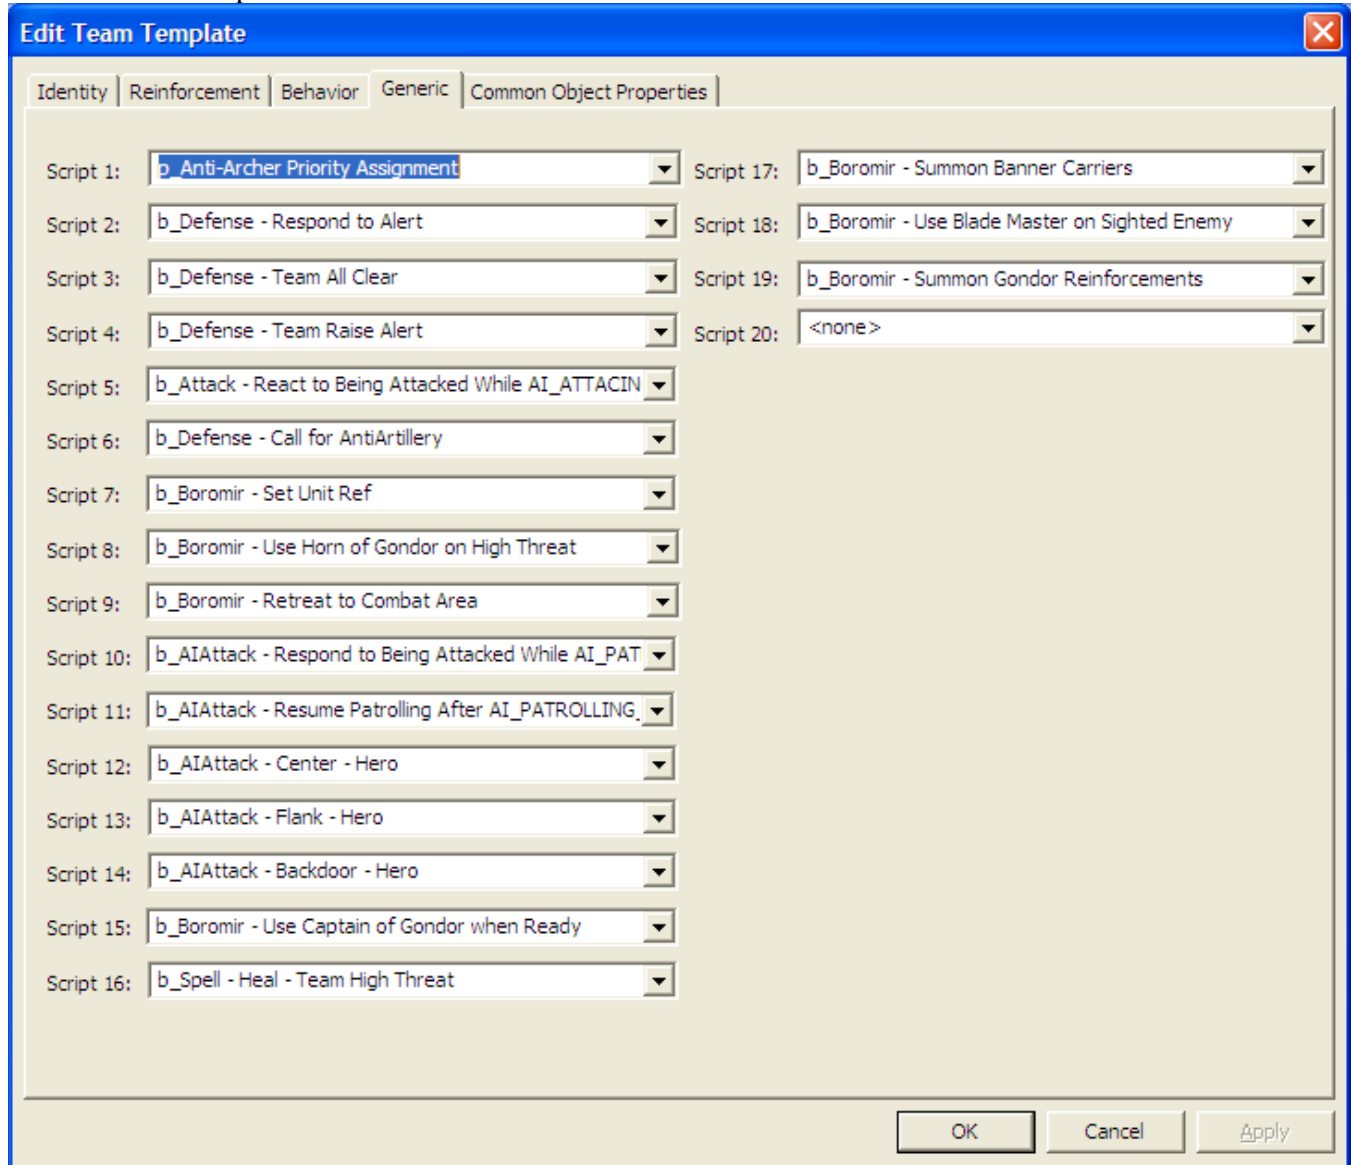 Edit Team Template
Identity Reinforcement Behavior Generic Common Object Properties
Script 1: b_Anti-Archer Priority Assignment
Script 2: b_Defense - Respond to Alert
Script 3: b_Defense - Team All Clear
Script 4: b_Defense - Team Raise Alert
Script 5: b_Attack - React to Being Attacked While AI_ATTACIN
Script 6: b_Defense - Call for AntiArtillery
Script 7: b_Boromir - Set Unit Ref
Script 8: b_Boromir - Use Horn of Gondor on High Threat
Script 9: b_Boromir - Retreat to Combat Area
Script 10: b_AIAttack - Respond to Being Attacked While AI_PAT
Script 11: b_AIAttack - Resume Patrolling After AI_PATROLLING_
Script 12: b_AIAttack - Center - Hero
Script 13: b_AIAttack - Flank - Hero
Script 14: b_AIAttack - Backdoor - Hero
Script 15: b_Boromir - Use Captain of Gondor when Ready
Script 16: b_Spell - Heal - Team High Threat
Script 17: b_Boromir - Summon Banner Carriers
Script 18: b_Boromir - Use Blade Master on Sighted Enemy
Script 19: b_Boromir - Summon Gondor Reinforcements
Script 20: <none>
OK Cancel Apply